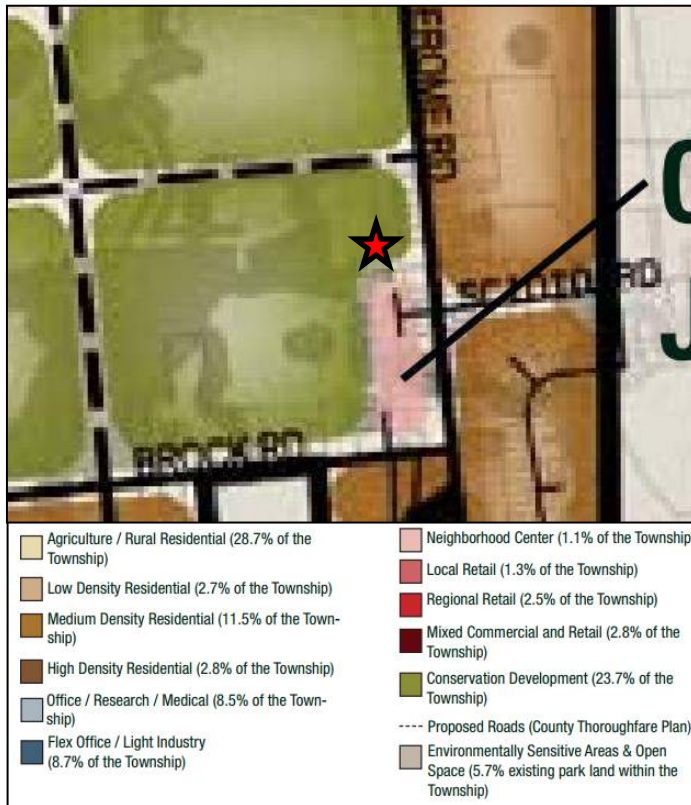 EROME RD
RD
BROCK RD
J
Agriculture / Rural Residential (28.7% of the
Township)
Low Density Residential (2.7% of the Township)
Medium Density Residential (11.5% of the Town-
ship)
High Density Residential (2.8% of the Township)
Office / Research / Medical (8.5% of the Town-
ship)
Flex Office / Light Industry
(8.7% of the Township)
Neighborhood Center (1.1% of the Township
Local Retail (1.3% of the Township)
Regional Retail (2.5% of the Township)
Mixed Commercial and Retail (2.8% of the
Township)
Conservation Development (23.7% of the
Township)
Proposed Roads (County Thoroughfare Plan)
Environmentally Sensitive Areas & Open
Space (5.7% existing park land within the
Township)